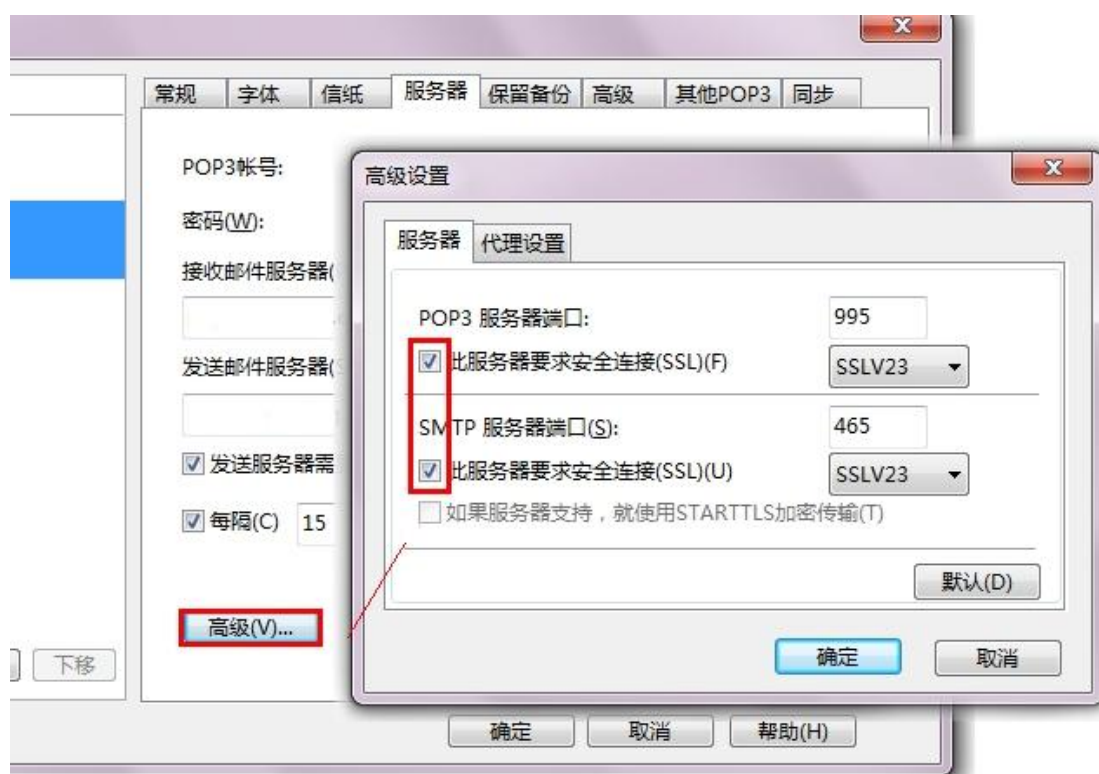 常规 字体 信纸 服务器 保留备份 高级 其他POP3 同步
POP3帐号:
密码(W):
接收邮件服务器(
发送邮件服务器(
发送服务器需
每隔(C) 15
高级(V)...
下移
确定 取消 帮助(H)
高级设置
服务器 代理设置
POP3 服务器端口: 995
此服务器要求安全连接(SSL)(F) SSLV23
SMTP 服务器端口(S): 465
此服务器要求安全连接(SSL)(U) SSLV23
如果服务器支持，就使用STARTTLS加密传输(T)
默认(D)
确定 取消